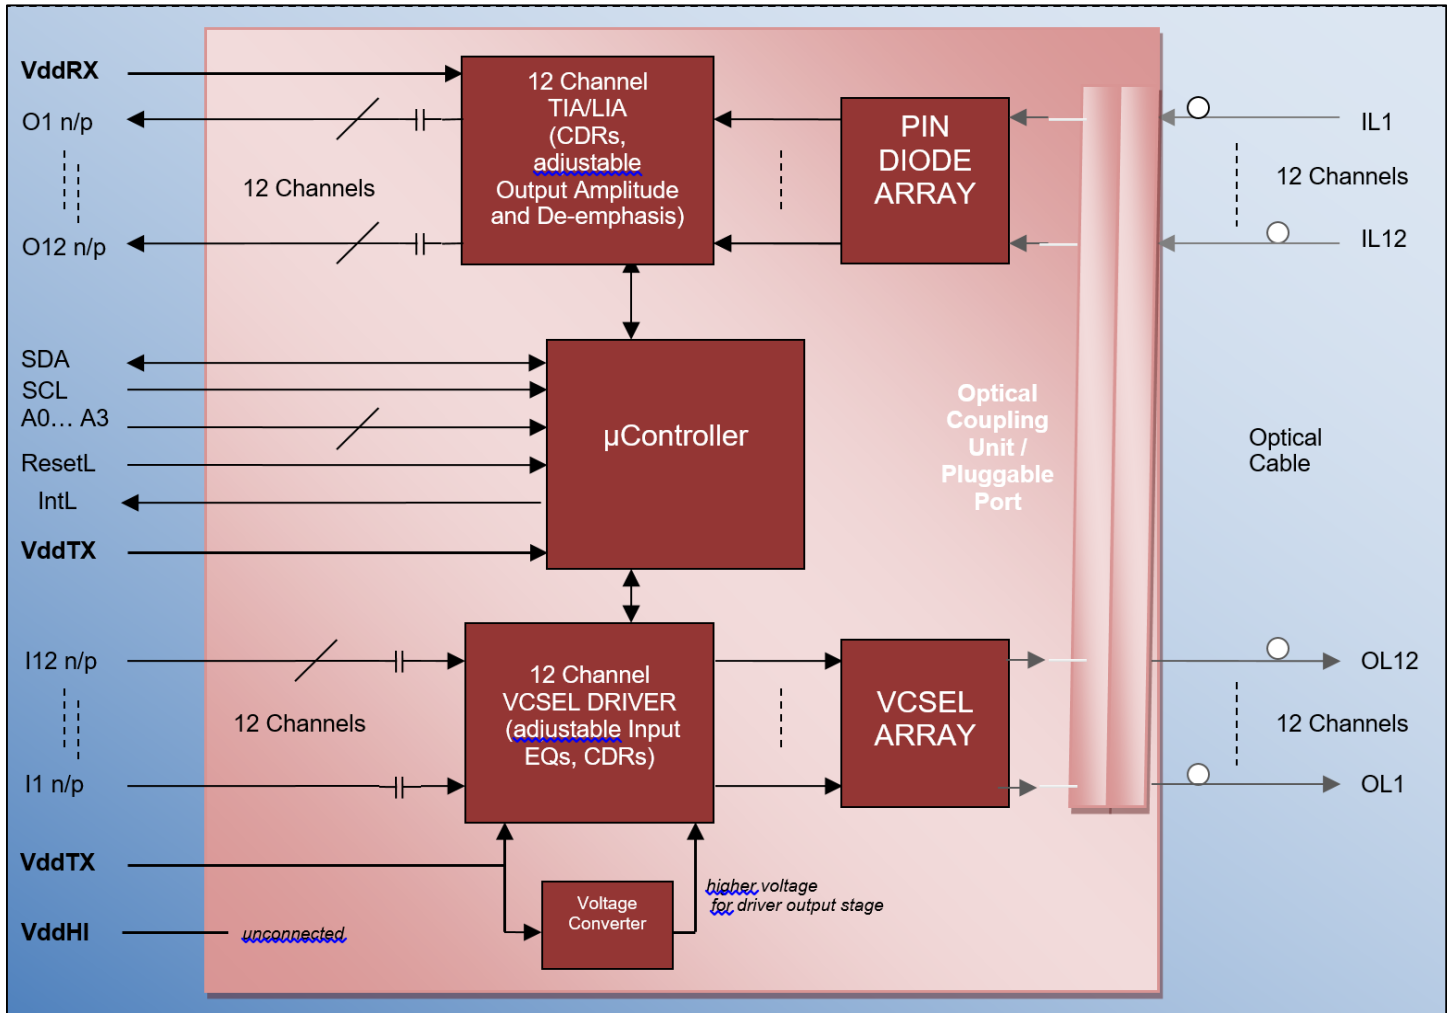 VddRX
O1 n/p
12 Channels
O12 n/p
12 Channel
TIA/LIA
(CDRs,
adjustable
Output Amplitude
and De-emphasis)
PIN
DIODE
ARRAY
IL1
12 Channels
IL12
SDA
SCL
A0... A3
ResetL
IntL
VddTX
µController
Optical
Coupling
Unit /
Pluggable
Port
Optical
Cable
I12 n/p
12 Channels
I1 n/p
12 Channel
VCSEL DRIVER
(adjustable Input
EQs, CDRs)
VCSEL
ARRAY
OL12
12 Channels
OL1
VddTX
VddHI
unconnected
Voltage
Converter
higher voltage
for driver output stage